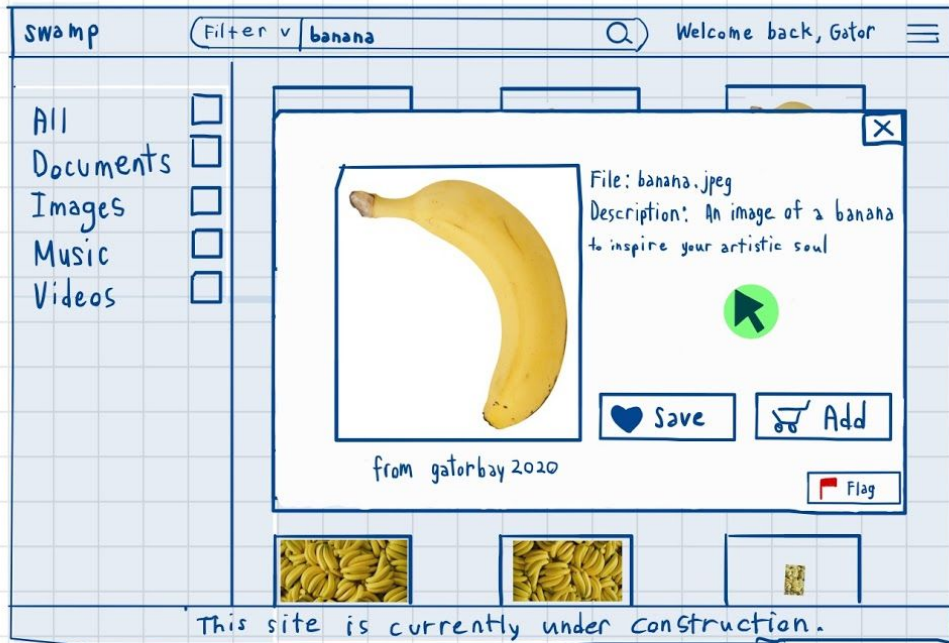 swamp
Filter v
banana
Welcome back, Gator
All
Documents
Images
Music
Videos
File: banana.jpeg
Description: An image of a banana
to inspire your artistic soul
Save
Add
from gatorbay 2020
Flag
This site is currently under construction.